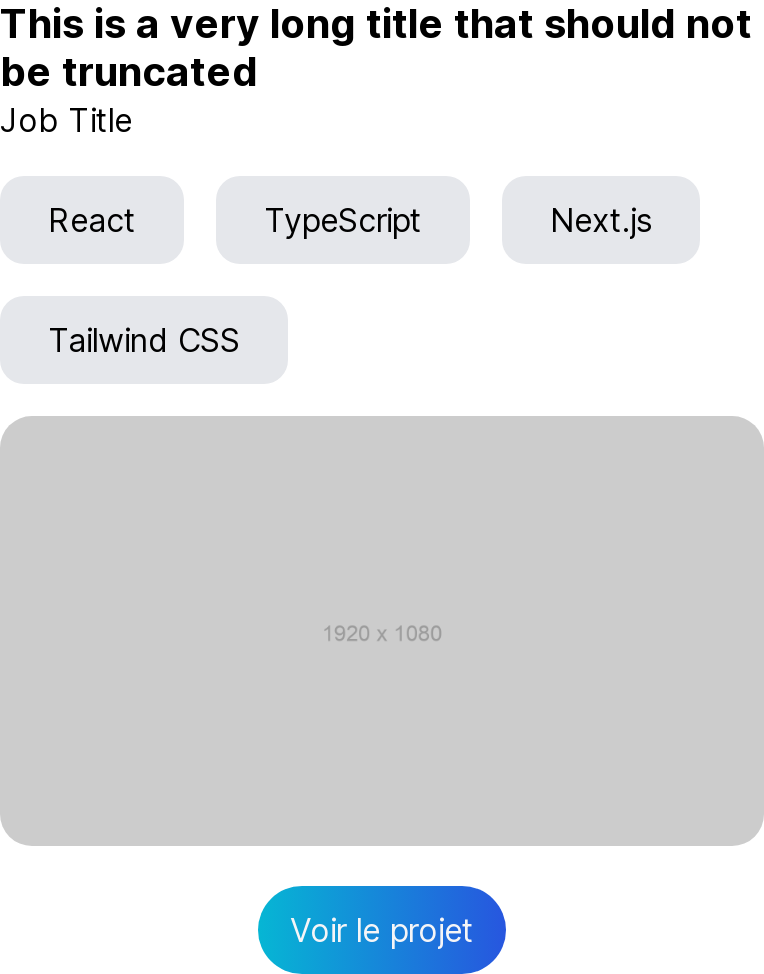 This is a very long title that should not
be truncated
Job Title
React
TypeScript
Next.js
Tailwind CSS
1920 x 1080
Voir le projet